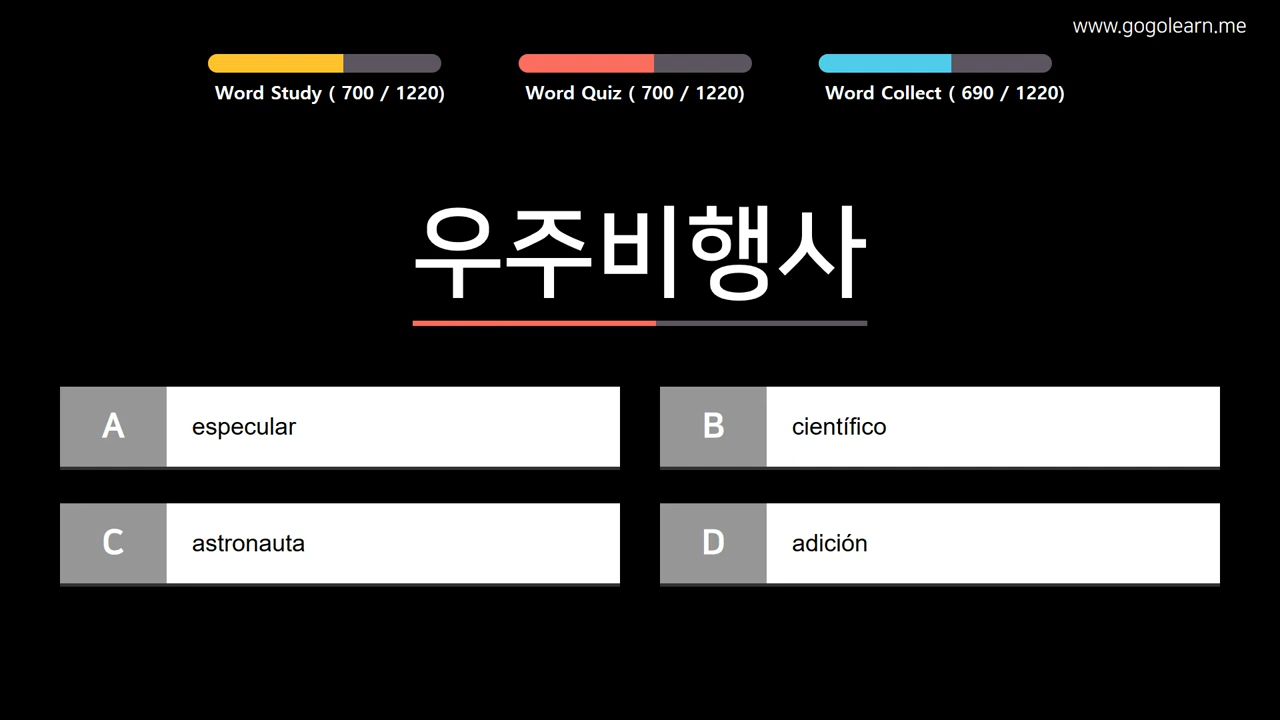 www.gogolearn.me
Word Study ( 700 / 1220)
Word Quiz ( 700 / 1220)
Word Collect ( 690 / 1220)
우주비행사
A especular
B científico
C astronauta
D adición